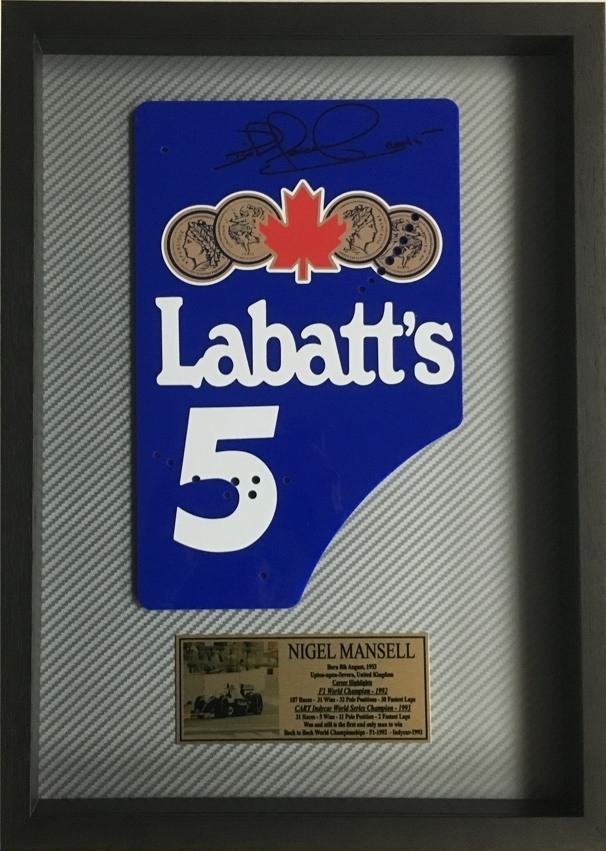 Labatt's
5
NIGEL MANSELL
Born 8th August, 1953
Upton-upon-Severn, United Kingdom
Career Highlights
F1 World Champion - 1992
187 Races - 31 Wins - 32 Pole Position - 30 Fastest Laps
CART Indycar World Series Champion - 1993
31 Races - 5 Wins - 11 Pole Position - 2 Fastest Laps
Was and still is the first and only man to win
Back to Back World Championships - F1-1992 - Indycar-1993